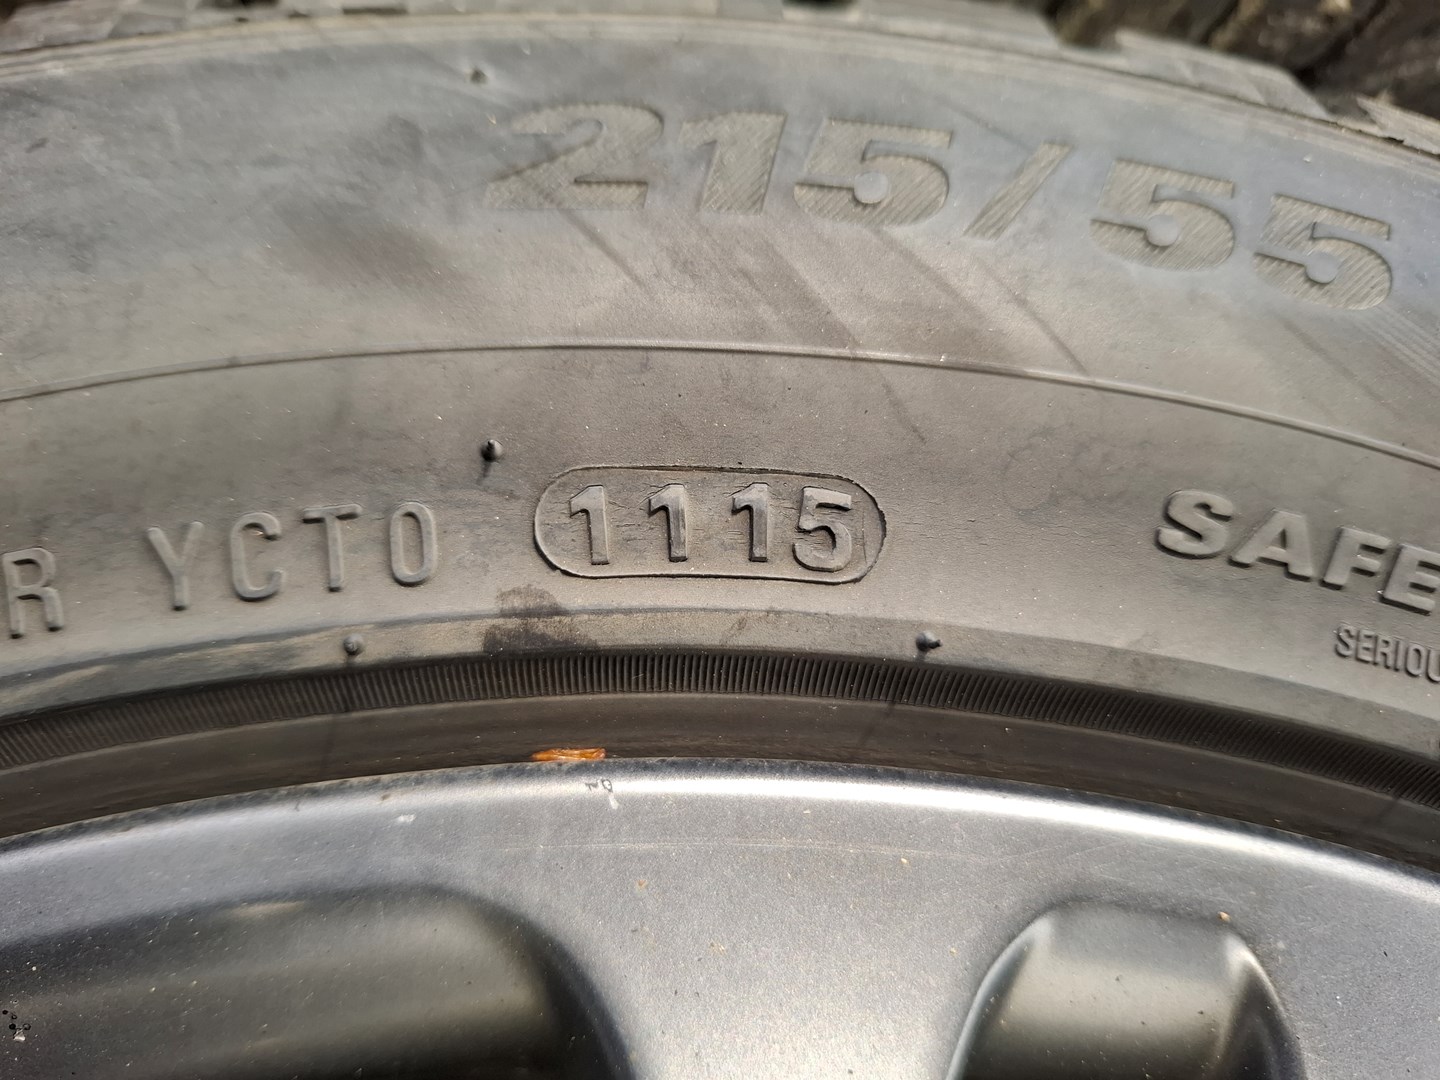 215/55
R YCTO 1115
SAFE
SERIOU